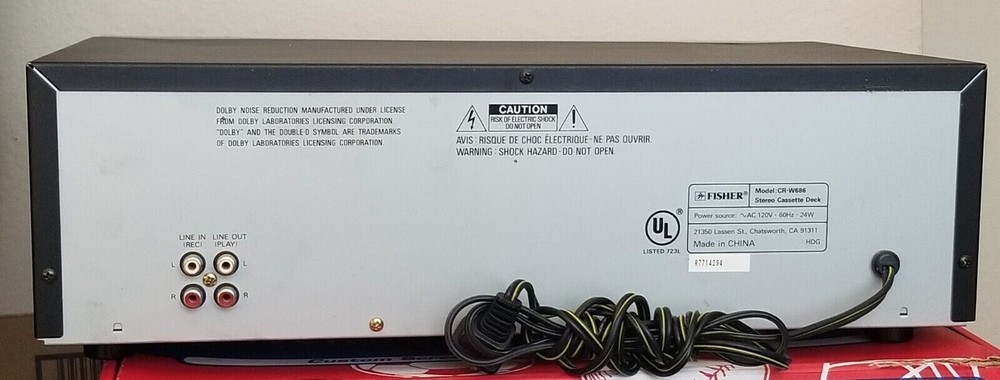 DOLBY NOISE REDUCTION MANUFACTURED UNDER LICENSE
FROM DOLBY LABORATORIES LICENSING CORPORATION
"DOLBY" AND THE DOUBLE-D SYMBOL ARE TRADEMARKS
OF DOLBY LABORATORIES LICENSING CORPORATION.
CAUTION
RISK OF ELECTRIC SHOCK
DO NOT OPEN
AVIS : RISQUE DE CHOC ÉLECTRIQUE-NE PAS OUVRIR.
WARNING : SHOCK HAZARD-DO NOT OPEN.
FISHER®
Model:CR-W686
Stereo Cassette Deck
Power source: ~AC 120V - 60Hz - 24W
21350 Lassen St., Chatsworth, CA 91311
Made in CHINA HDG
UL®
LISTED 723L
R7714294
LINE IN LINE OUT
(REC) (PLAY)
L L
R R
Custom